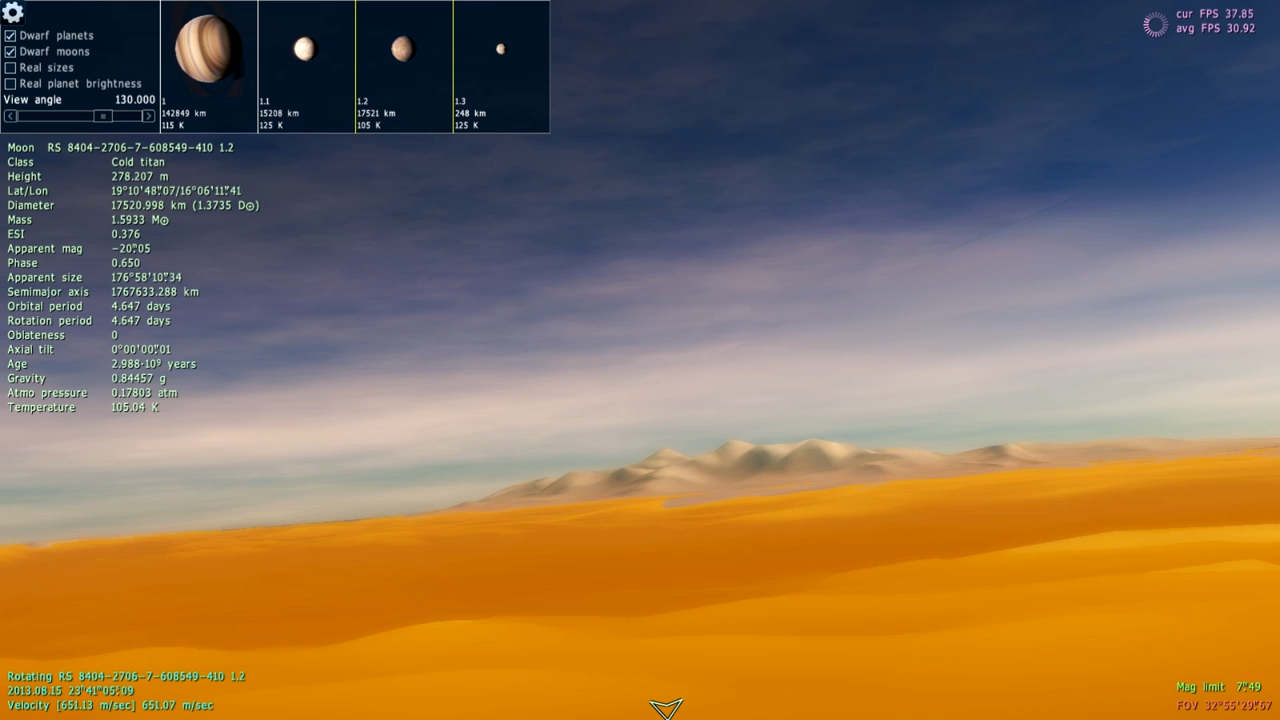 Dwarf planets
Dwarf moons
Real sizes
Real planet brightness
View angle 130.000
1
142849 km
115 K
1.1
15208 km
125 K
1.2
17521 km
105 K
1.3
248 km
125 K
cur FPS 37.85
avg FPS 30.92
Moon RS 8404-2706-7-608549-410 1.2
Class Cold titan
Height 278.207 m
Lat/Lon 19°10'48."07/16°06'11."41
Diameter 17520.998 km (1.3735 D⊕)
Mass 1.5933 M⊕
ESI 0.376
Apparent mag -20.ᵐ05
Phase 0.650
Apparent size 176°58'10."34
Semimajor axis 1767633.288 km
Orbital period 4.647 days
Rotation period 4.647 days
Oblateness 0
Axial tilt 0°00'00."01
Age 2.988·10⁹ years
Gravity 0.84457 g
Atmo pressure 0.17803 atm
Temperature 105.04 K
Rotating RS 8404-2706-7-608549-410 1.2
2013.08.15 23ʰ41ᵐ05.ˢ09
Velocity [651.13 m/sec] 651.07 m/sec
Mag limit 7.ᵐ49
FOV 32°55'29."67